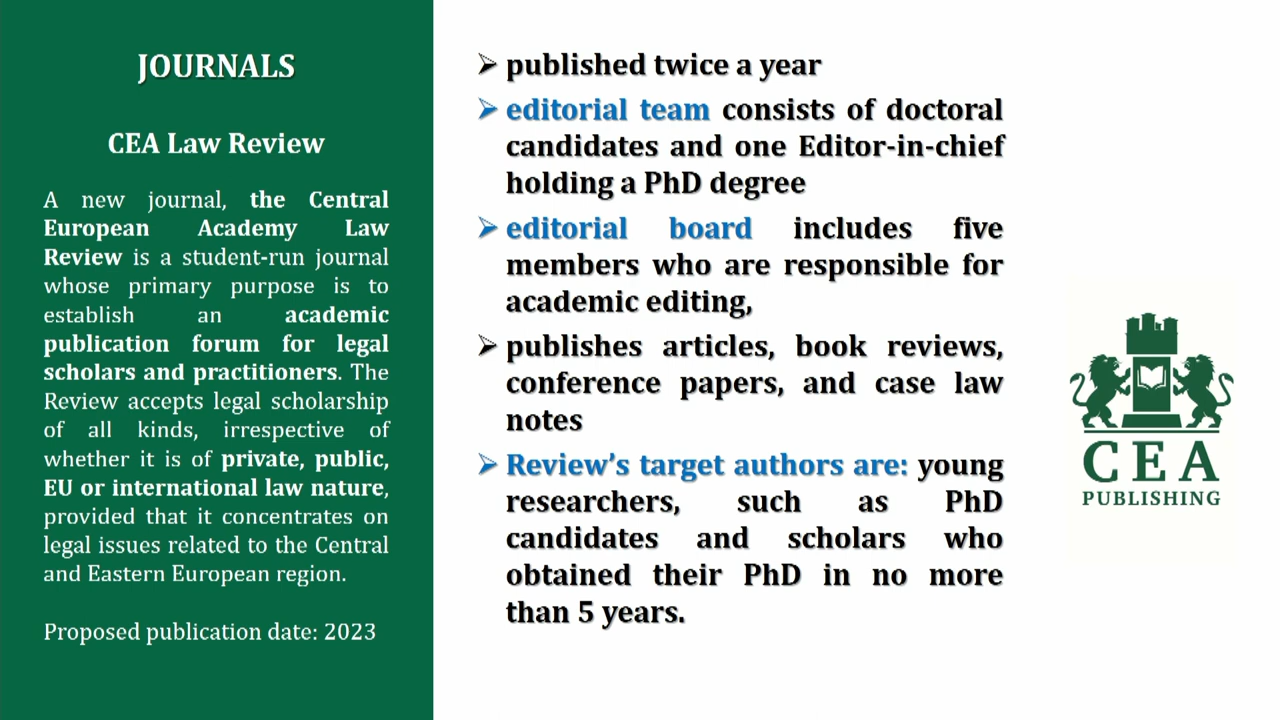 JOURNALS
CEA Law Review
A new journal, the Central
European Academy Law
Review is a student-run journal
whose primary purpose is to
establish an academic
publication forum for legal
scholars and practitioners. The
Review accepts legal scholarship
of all kinds, irrespective of
whether it is of private, public,
EU or international law nature,
provided that it concentrates on
legal issues related to the Central
and Eastern European region.
Proposed publication date: 2023
➢ published twice a year
➢ editorial team consists of doctoral
candidates and one Editor-in-chief
holding a PhD degree
➢ editorial board includes five
members who are responsible for
academic editing,
➢ publishes articles, book reviews,
conference papers, and case law
notes
➢ Review’s target authors are: young
researchers, such as PhD
candidates and scholars who
obtained their PhD in no more
than 5 years.
CEA
PUBLISHING